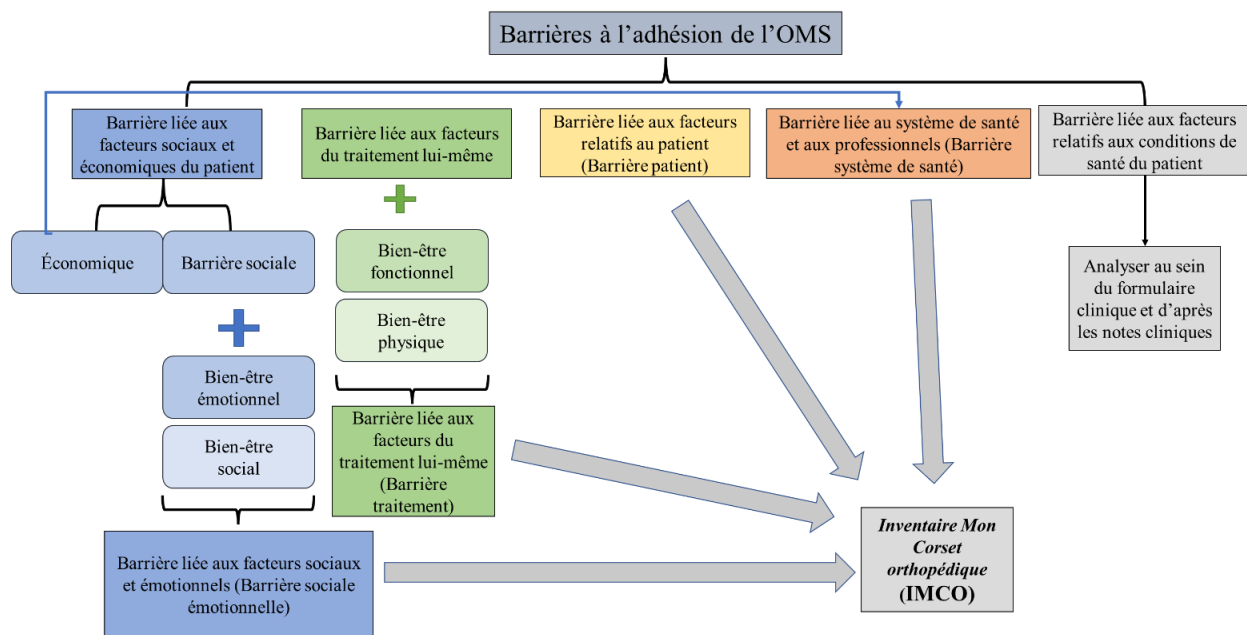 Barrières à l’adhésion de l’OMS
Barrière liée aux
facteurs sociaux et
économiques du patient
Barrière liée aux facteurs
du traitement lui-même
Barrière liée aux facteurs
relatifs au patient
(Barrière patient)
Barrière liée au système de santé
et aux professionnels (Barrière
système de santé)
Barrière liée aux facteurs
relatifs aux conditions de
santé du patient
Économique
Barrière sociale
Bien-être
fonctionnel
Bien-être
physique
Analyser au sein
du formulaire
clinique et d’après
les notes cliniques
Bien-être
émotionnel
Bien-être
social
Barrière liée aux
facteurs du
traitement lui-même
(Barrière
traitement)
Barrière liée aux facteurs sociaux
et émotionnels (Barrière sociale
émotionnelle)
Inventaire Mon
Corset
orthopédique
(IMCO)